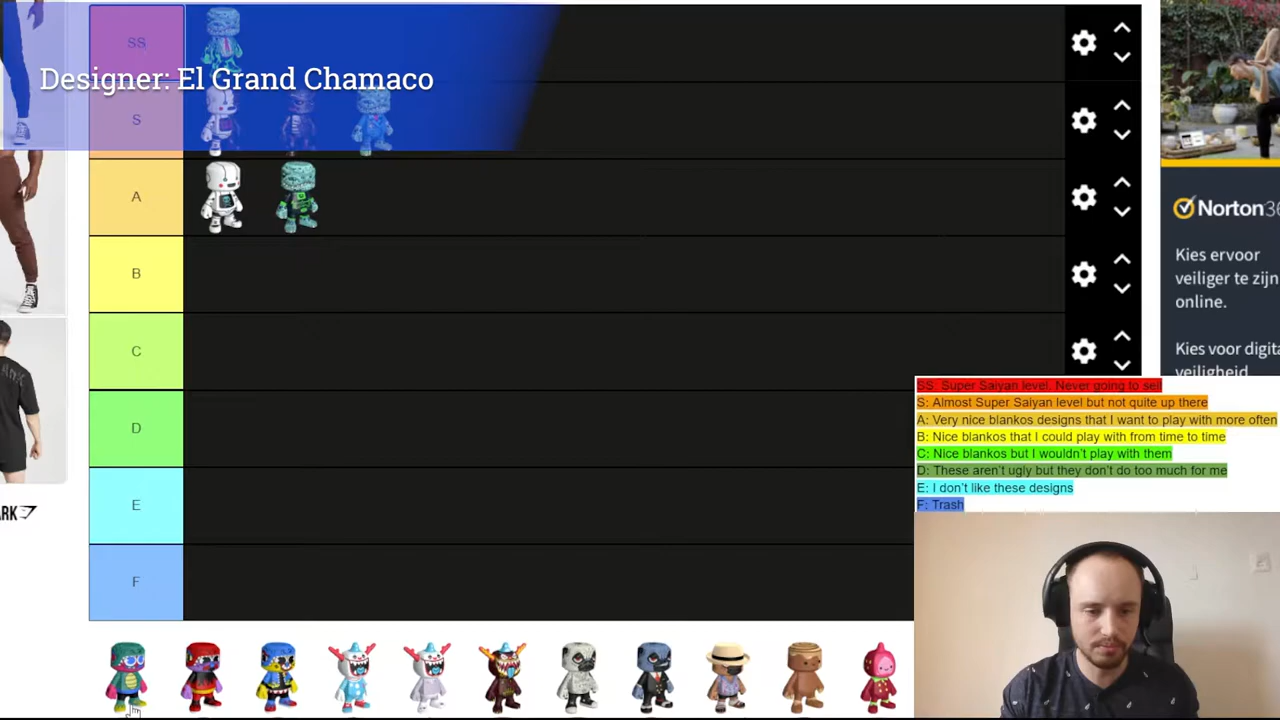 SS
Designer: El Grand Chamaco
S
A
B
C
D
E
F
Norton
Kies ervoor
veiliger te zijn
online.
Kies voor
veiligheid
SS: Super Saiyan level. Never going to sell
S: Almost Super Saiyan level but not quite up there
A: Very nice blankos designs that I want to play with more often
B: Nice blankos that I could play with from time to time
C: Nice blankos but I wouldn't play with them
D: These aren't ugly but they don't do too much for me
E: I don't like these designs
F: Trash